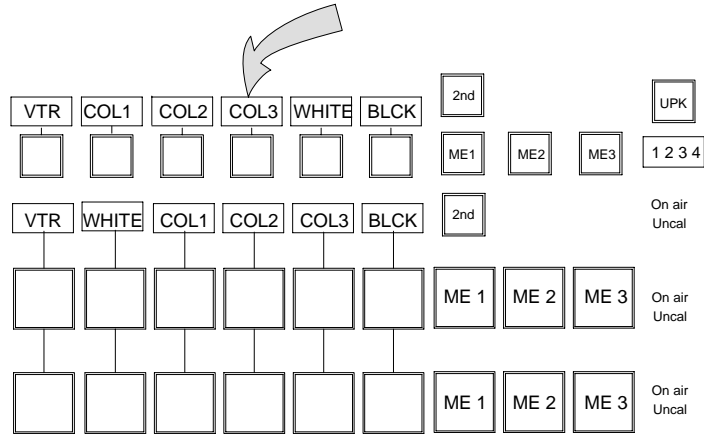 2nd
UPK
VTR COL1 COL2 COL3 WHITE BLCK
ME1 ME2 ME3 1 2 3 4
VTR WHITE COL1 COL2 COL3 BLCK 2nd
On air
Uncal
ME 1 ME 2 ME 3
On air
Uncal
ME 1 ME 2 ME 3
On air
Uncal